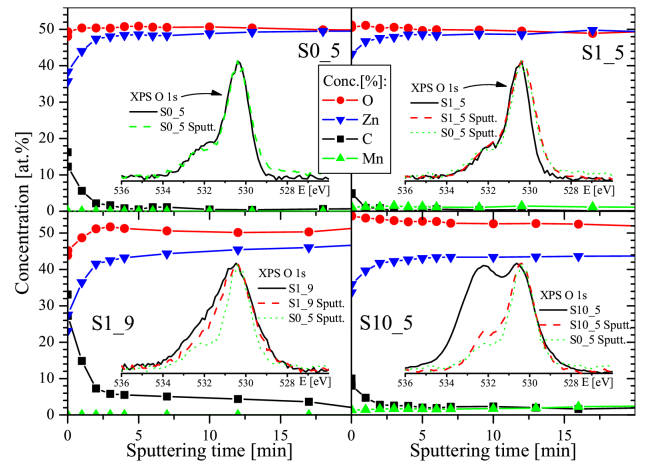 Concentration [at.%]
50
40
30
20
10
0
S0_5
XPS O 1s
S0_5
S0_5 Sputt.
536
534
532
530
528
E [eV]
Conc.[%]:
O
Zn
C
Mn
S1_5
XPS O 1s
S1_5
S1_5 Sputt.
S0_5 Sputt.
536
534
532
530
528
E [eV]
50
40
30
20
10
0
S1_9
XPS O 1s
S1_9
S1_9 Sputt.
S0_5 Sputt.
536
534
532
530
528
E [eV]
S10_5
XPS O 1s
S10_5
S10_5 Sputt.
S0_5 Sputt.
536
534
532
530
528
E [eV]
0 5 10 15
0 5 10 15
Sputtering time [min]
Sputtering time [min]